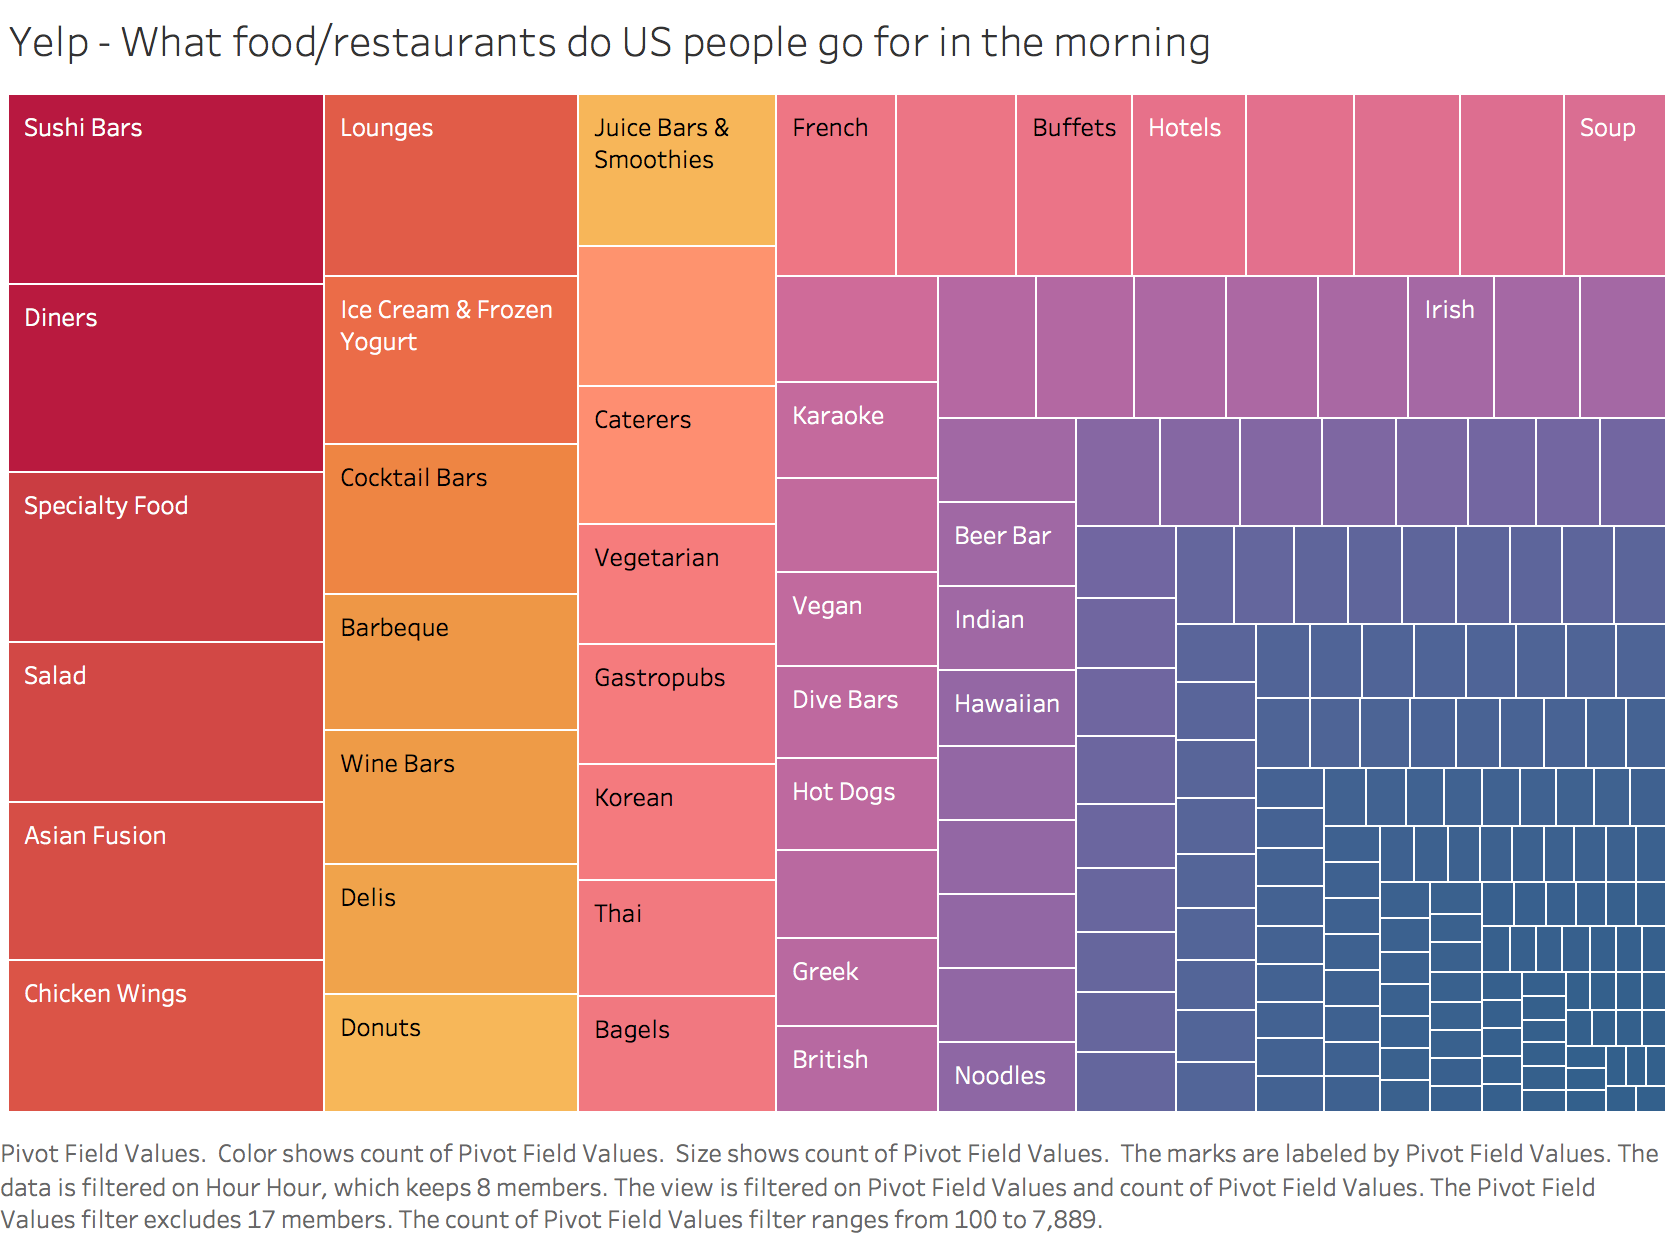 Yelp - What food/restaurants do US people go for in the morning
Sushi Bars
Diners
Specialty Food
Salad
Asian Fusion
Chicken Wings
Lounges
Ice Cream & Frozen
Yogurt
Cocktail Bars
Barbeque
Wine Bars
Delis
Donuts
Juice Bars &
Smoothies
Caterers
Vegetarian
Gastropubs
Korean
Thai
Bagels
French
Buffets
Hotels
Soup
Karaoke
Vegan
Dive Bars
Hot Dogs
Greek
British
Irish
Beer Bar
Indian
Hawaiian
Noodles
Pivot Field Values.  Color shows count of Pivot Field Values.  Size shows count of Pivot Field Values.  The marks are labeled by Pivot Field Values. The
data is filtered on Hour Hour, which keeps 8 members. The view is filtered on Pivot Field Values and count of Pivot Field Values. The Pivot Field
Values filter excludes 17 members. The count of Pivot Field Values filter ranges from 100 to 7,889.